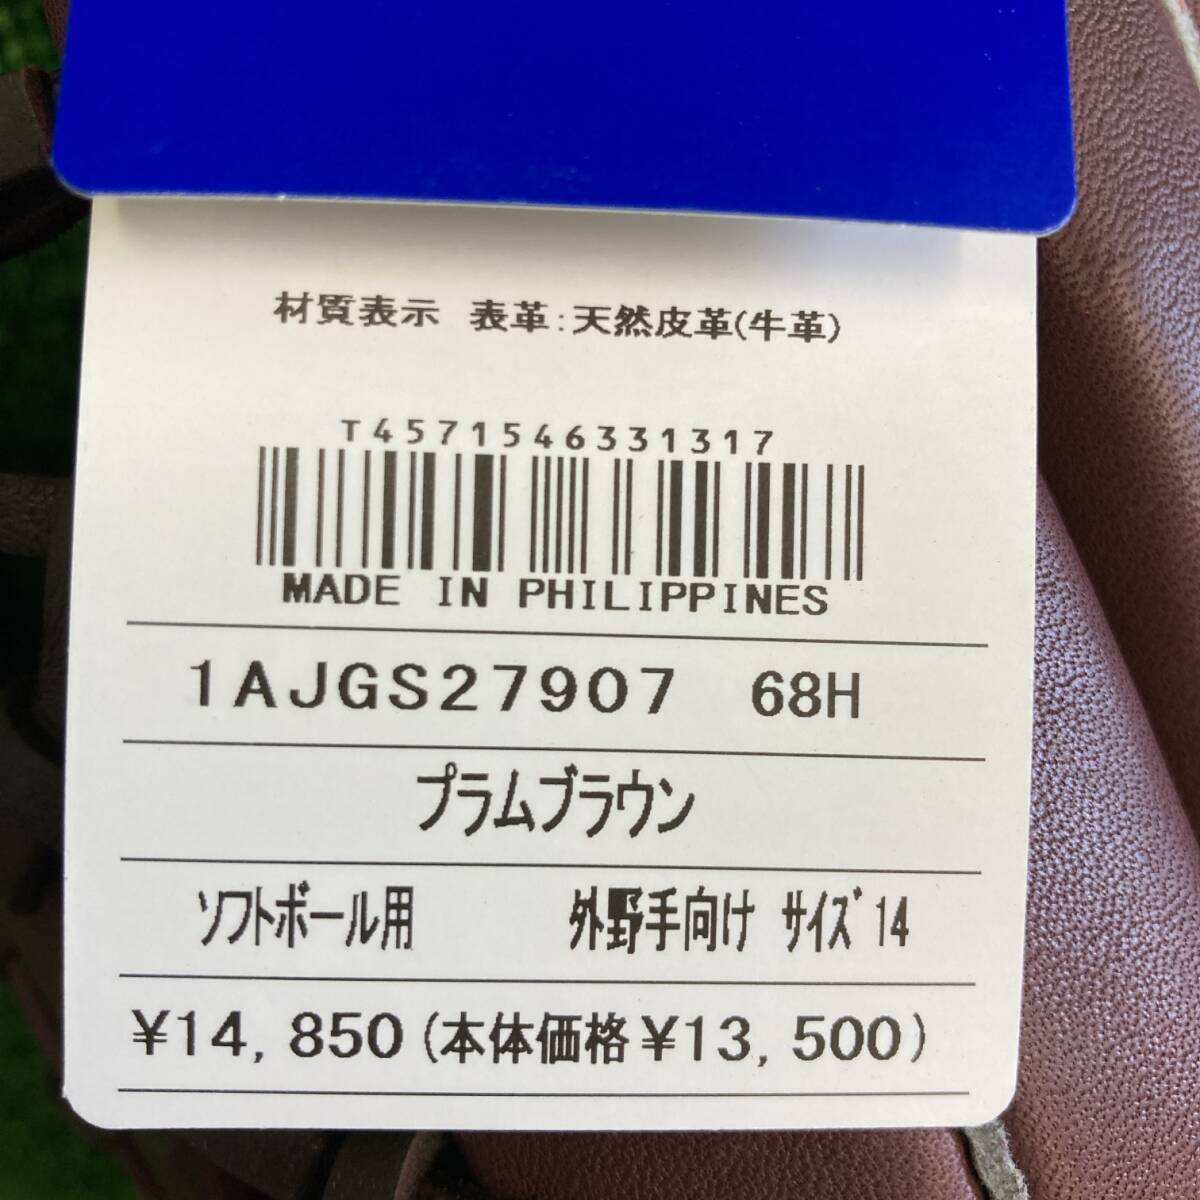 材質表示 表革:天然皮革(牛革)
T4571546331317
MADE IN PHILIPPINES
1AJGS27907 68H
プラムブラウン
ソフトボール用 外野手向け サイズ14
¥14,850(本体価格¥13,500)